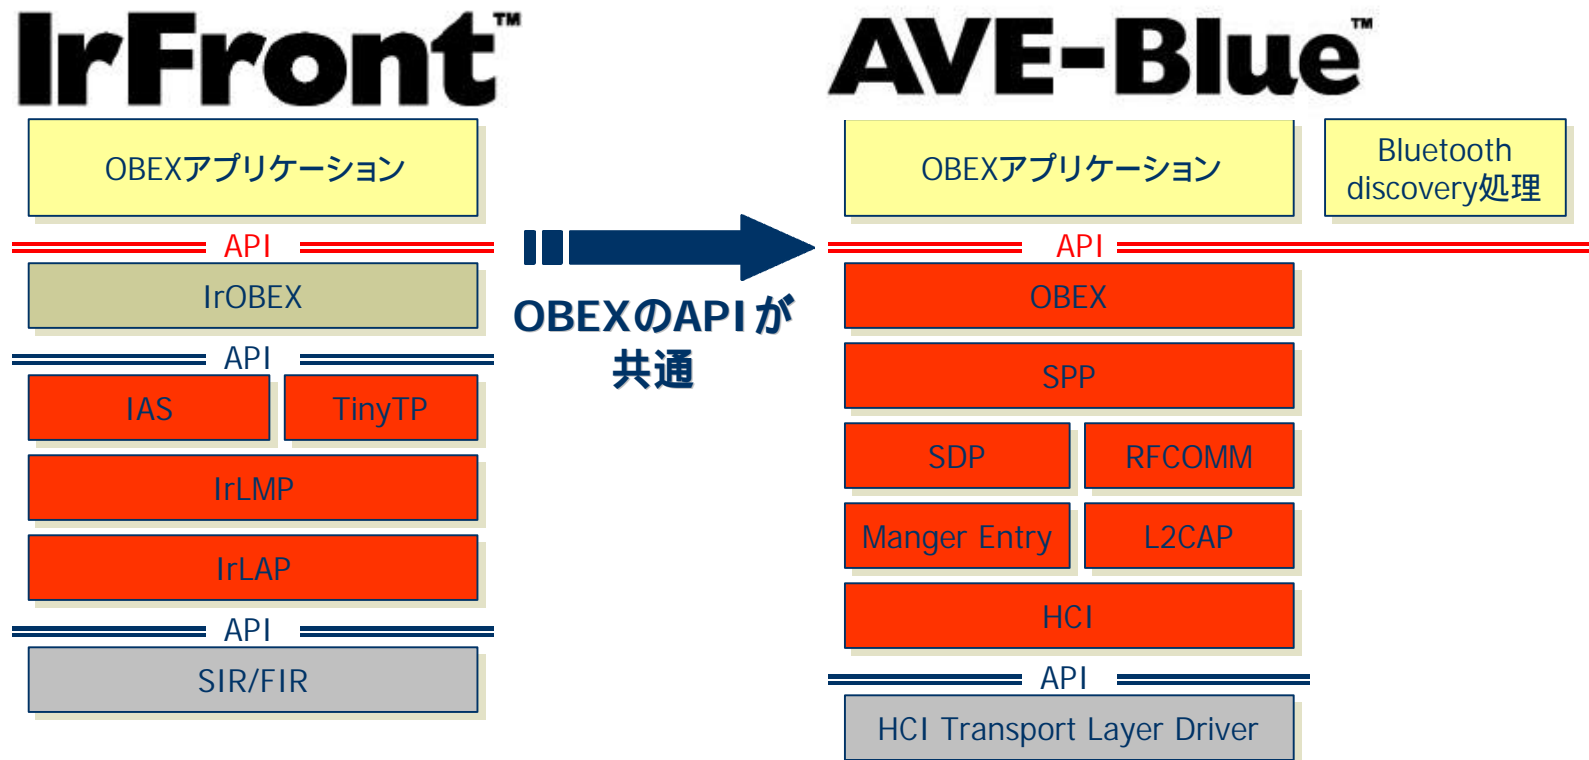 IrFront™
OBEXアプリケーション
API
IrOBEX
API
IAS
TinyTP
IrLMP
IrLAP
API
SIR/FIR
OBEXのAPIが
共通
AVE-Blue™
OBEXアプリケーション
Bluetooth
discovery処理
API
OBEX
SPP
SDP
RFCOMM
Manger Entry
L2CAP
HCI
API
HCI Transport Layer Driver